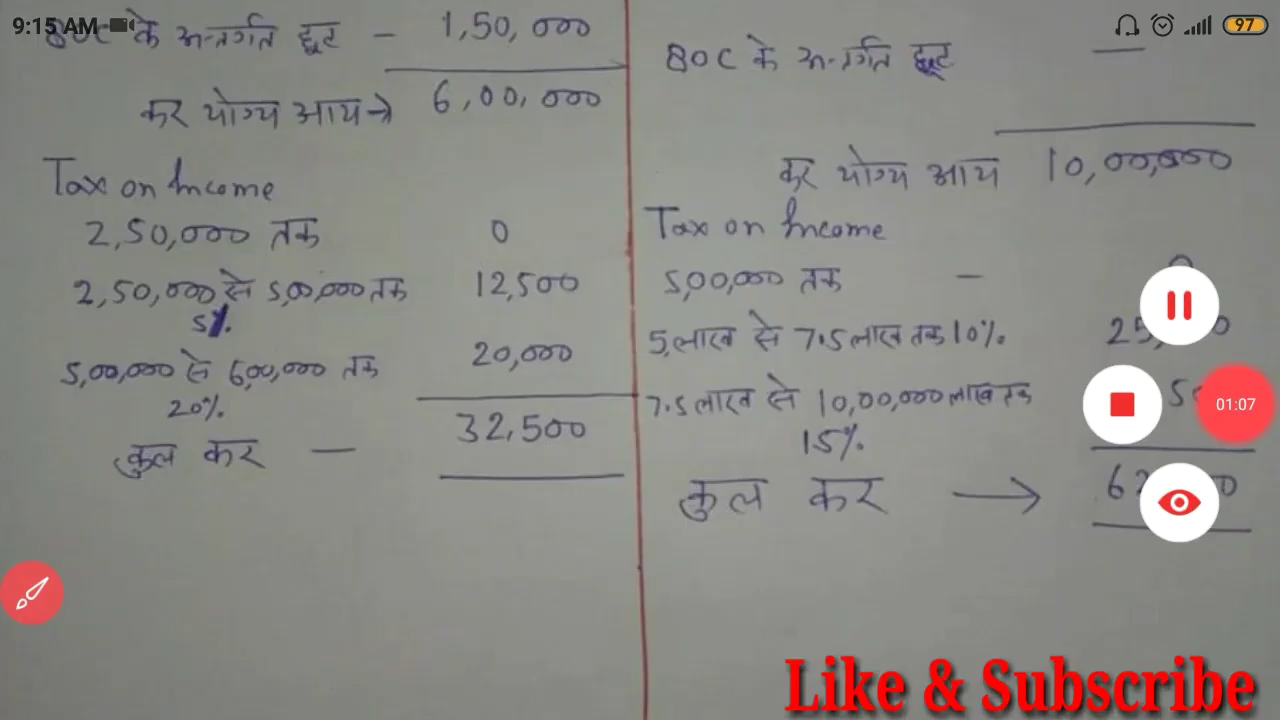 9:15 AM
97
80C के अन्तर्गत छूट - 1,50,000
कर योग्य आय→ 6,00,000
Tax on Income
2,50,000 तक 0
2,50,000 से 5,00,000 तक 12,500
5%
5,00,000 से 6,00,000 तक 20,000
20%
32,500
कुल कर —
80C के अन्तर्गत छूट —
कर योग्य आय 10,00,000
Tax on Income
5,00,000 तक -
5 लाख से 7.5 लाख तक 10%
7.5 लाख से 10,00,000 लाख तक
15%
कुल कर →
01:07
Like & Subscribe